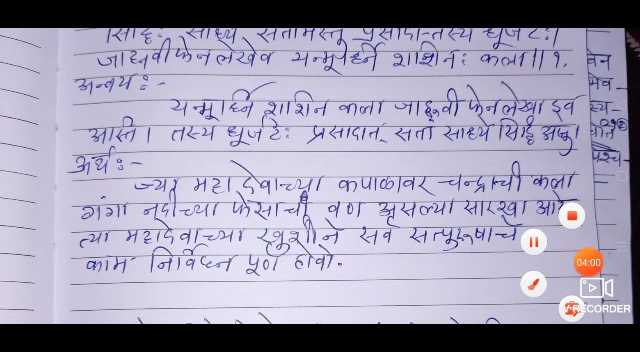 सिद्धिः साध्ये सतामस्तु प्रसादात्तस्य धूर्जटेः।
जाह्नवीफेनलेखेव यन्मूर्ध्नि शशिनः कला॥१.
अन्वयः-
यन्मूर्ध्नि शशिन कला जाह्नवी फेनलेखा इव
अस्ति। तस्य धूर्जटेः प्रसादात् सतां साध्ये सिद्धि अस्तु।
अर्थः-
ज्या महादेवाच्या कपाळावर चन्द्राची कला
गंगा नदीच्या फेसाची असल्या सारखा आहे
त्या महादेवाच्या खुशीने सर्व सत्पुरूषांचे
काम निर्विघ्न पूर्ण होवो.
04:00
V RECORDER